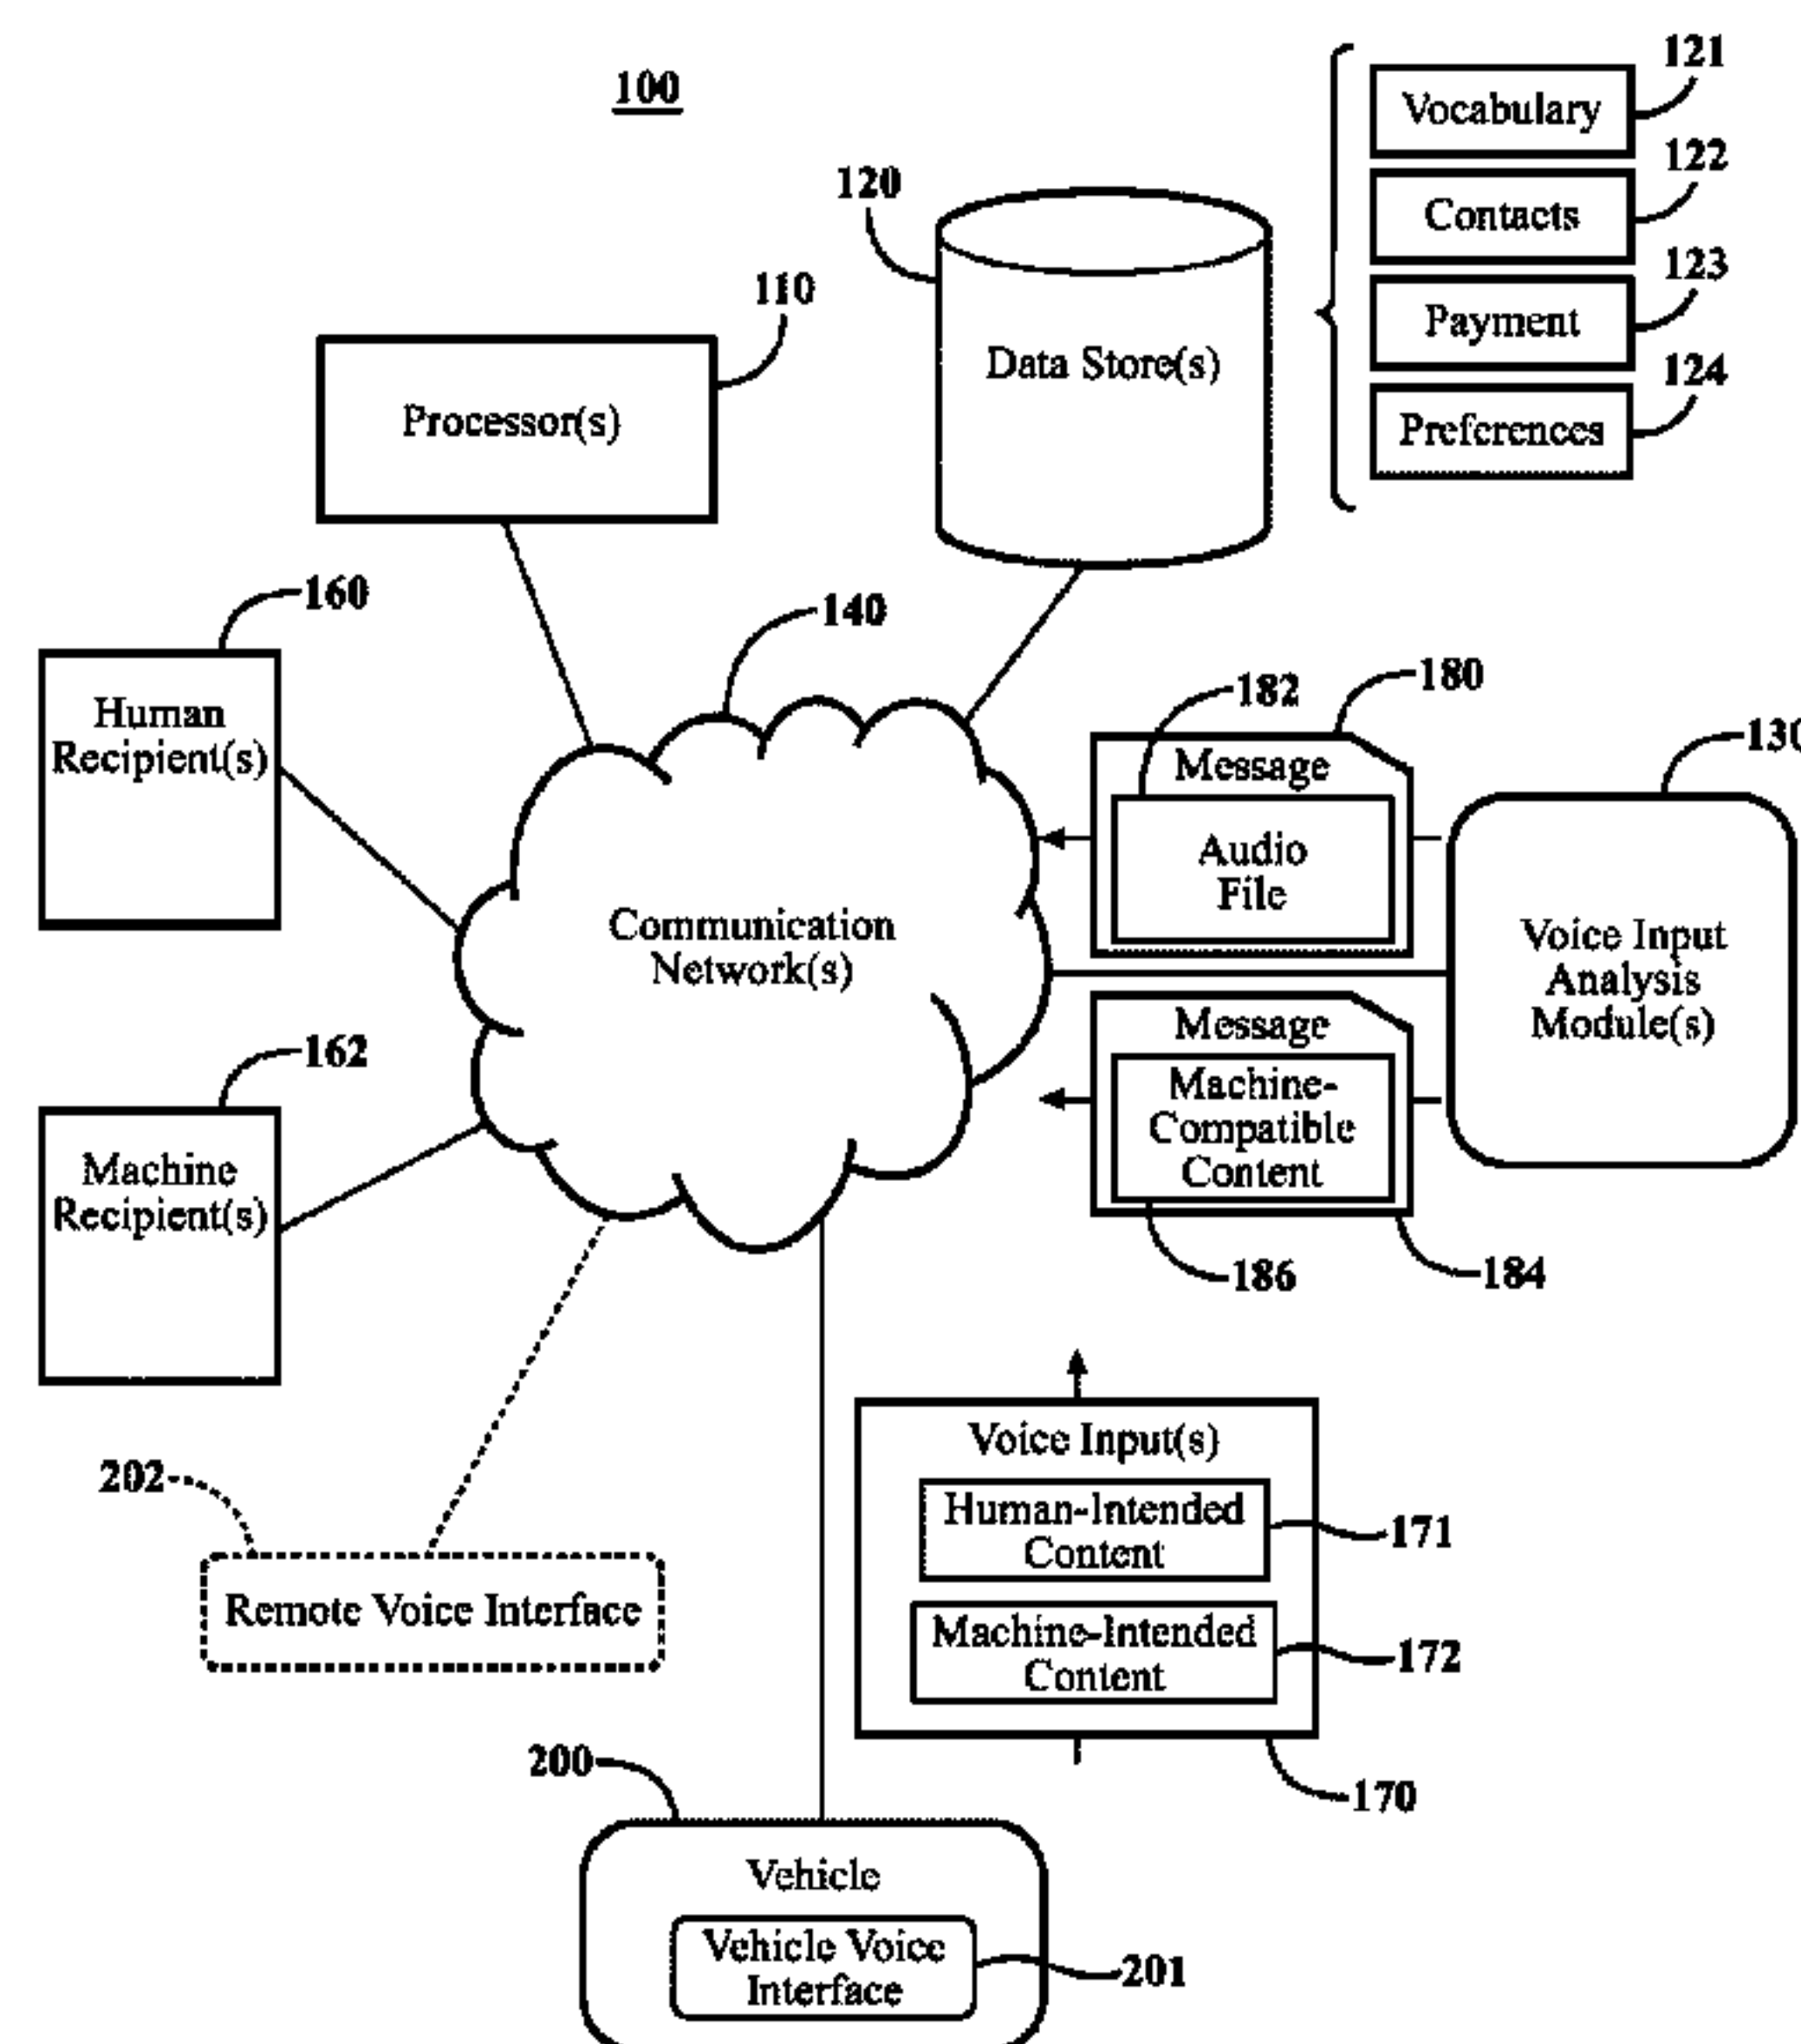 100
121
Vocabulary
122
Contacts
123
Payment
124
Preferences
120
Data Store(s)
110
Processor(s)
160
Human
Recipient(s)
140
Communication
Network(s)
182
180
Message
Audio
File
130
Voice Input
Analysis
Module(s)
Message
Machine-
Compatible
Content
186
184
162
Machine
Recipient(s)
202
Remote Voice Interface
Voice Input(s)
Human-Intended
Content
171
Machine-Intended
Content
172
170
200
Vehicle
Vehicle Voice
Interface
201